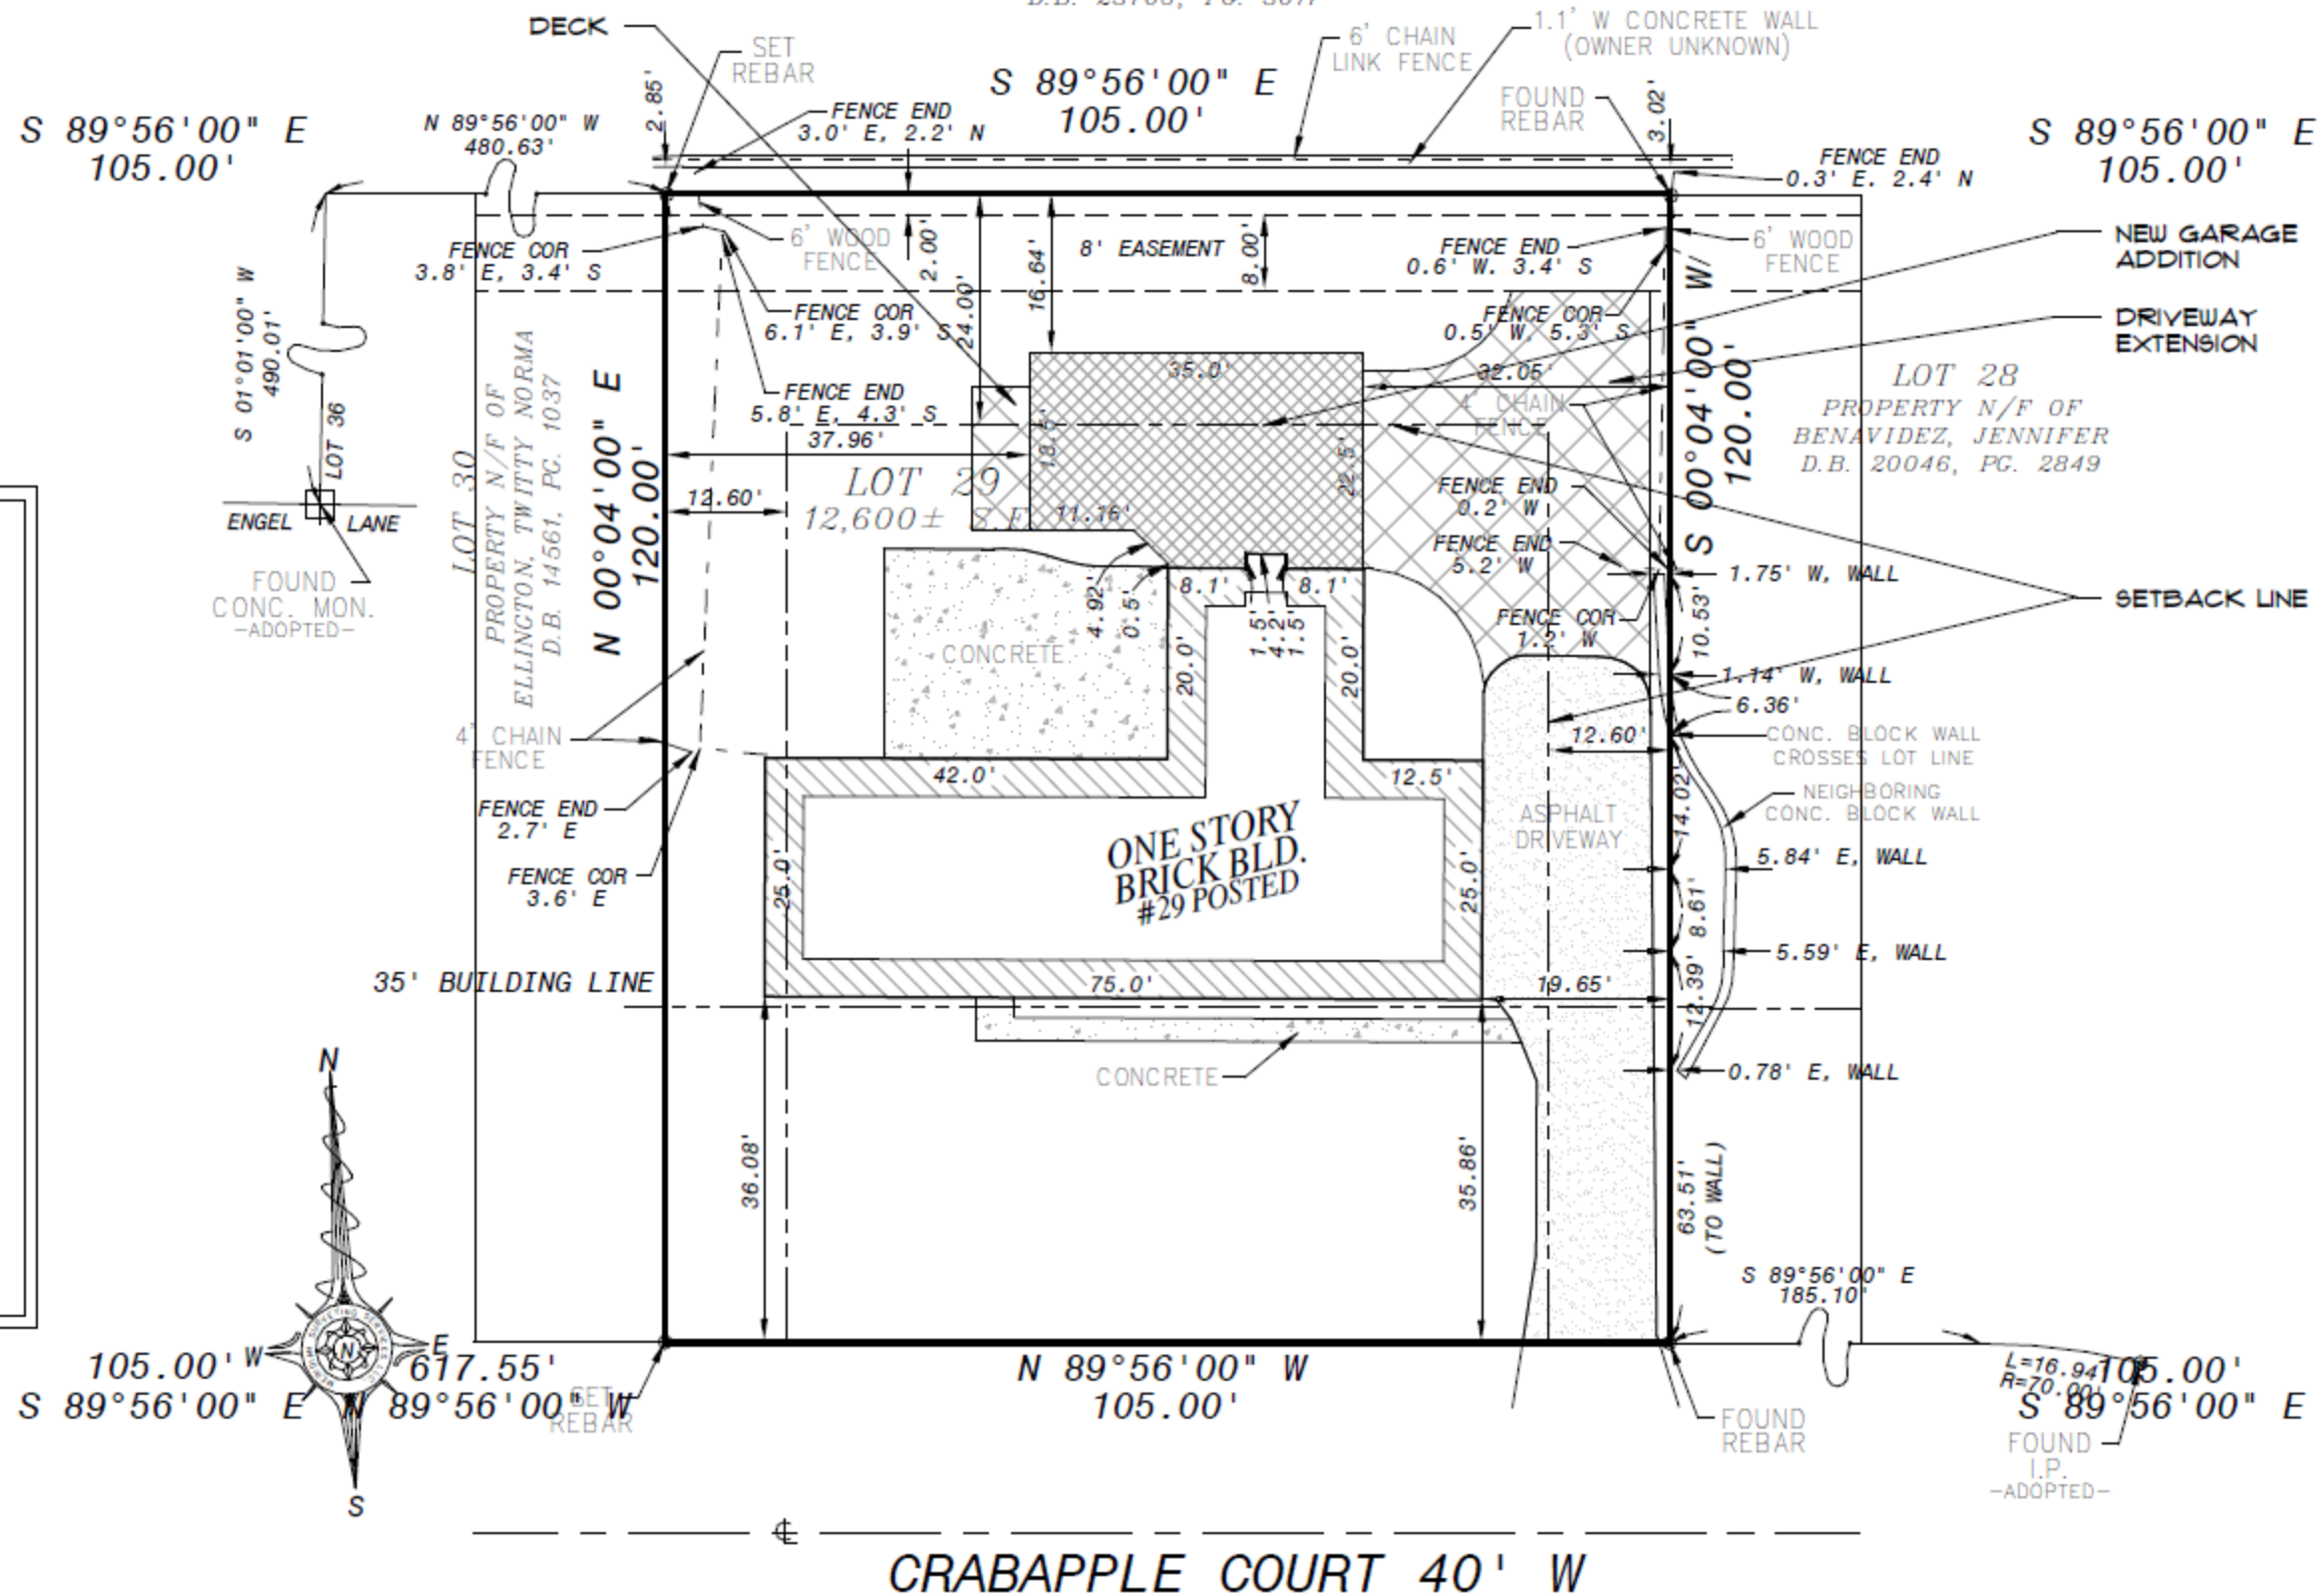 DECK
SET
REBAR
6' CHAIN
LINK FENCE
1.1' W CONCRETE WALL
(OWNER UNKNOWN)
S 89°56'00" E
105.00'
FOUND
REBAR
2.85'
3.02'
S 89°56'00" E
105.00'
N 89°56'00" W
480.63'
FENCE END
3.0' E, 2.2' N
S 89°56'00" E
105.00'
FENCE END
0.3' E. 2.4' N
FENCE COR
3.8' E, 3.4' S
6' WOOD
FENCE
2.00'
24.00'
16.64'
8' EASEMENT
8.00'
FENCE END
0.6' W. 3.4' S
6' WOOD
FENCE
NEW GARAGE
ADDITION
S 01°01'00" W
490.01'
FENCE COR
6.1' E, 3.9' S
FENCE COR
0.5' W, 5.3' S
DRIVEWAY
EXTENSION
LOT 36
ENGEL LANE
FOUND
CONC. MON.
-ADOPTED-
LOT 30
PROPERTY N/F OF
ELLINGTON, TWITTY NORMA
D.B. 14561, PG. 1037
N 00°04'00" E
120.00'
FENCE END
5.8' E, 4.3' S
37.96'
35.0'
32.05'
4' CHAIN
FENCE
S 00°04'00" W
120.00'
LOT 28
PROPERTY N/F OF
BENAVIDEZ, JENNIFER
D.B. 20046, PG. 2849
LOT 29
12,600± S.F.
12.60'
18.5'
22.5'
11.16'
FENCE END
0.2' W
FENCE END
5.2' W
1.75' W, WALL
SETBACK LINE
8.1'
8.1'
4.92'
0.5'
1.5'
4.2'
1.5'
FENCE COR
1.2' W
10.53'
CONCRETE
20.0'
20.0'
1.14' W, WALL
6.36'
4' CHAIN
FENCE
12.60'
CONC. BLOCK WALL
CROSSES LOT LINE
42.0'
12.5'
NEIGHBORING
CONC. BLOCK WALL
FENCE END
2.7' E
ONE STORY
BRICK BLD.
#29 POSTED
ASPHALT
DRIVEWAY
14.02'
5.84' E, WALL
FENCE COR
3.6' E
25.0'
25.0'
8.61'
5.59' E, WALL
35' BUILDING LINE
75.0'
19.65'
12.39'
CONCRETE
0.78' E, WALL
N
36.08'
35.86'
63.51'
(TO WALL)
S 89°56'00" E
185.10'
W
N
E
S
105.00'
S 89°56'00" E
617.55'
N 89°56'00" W
SET
REBAR
N 89°56'00" W
105.00'
L=16.94'
R=70.00'
105.00'
S 89°56'00" E
FOUND
REBAR
FOUND
I.P.
-ADOPTED-
CRABAPPLE COURT 40' W